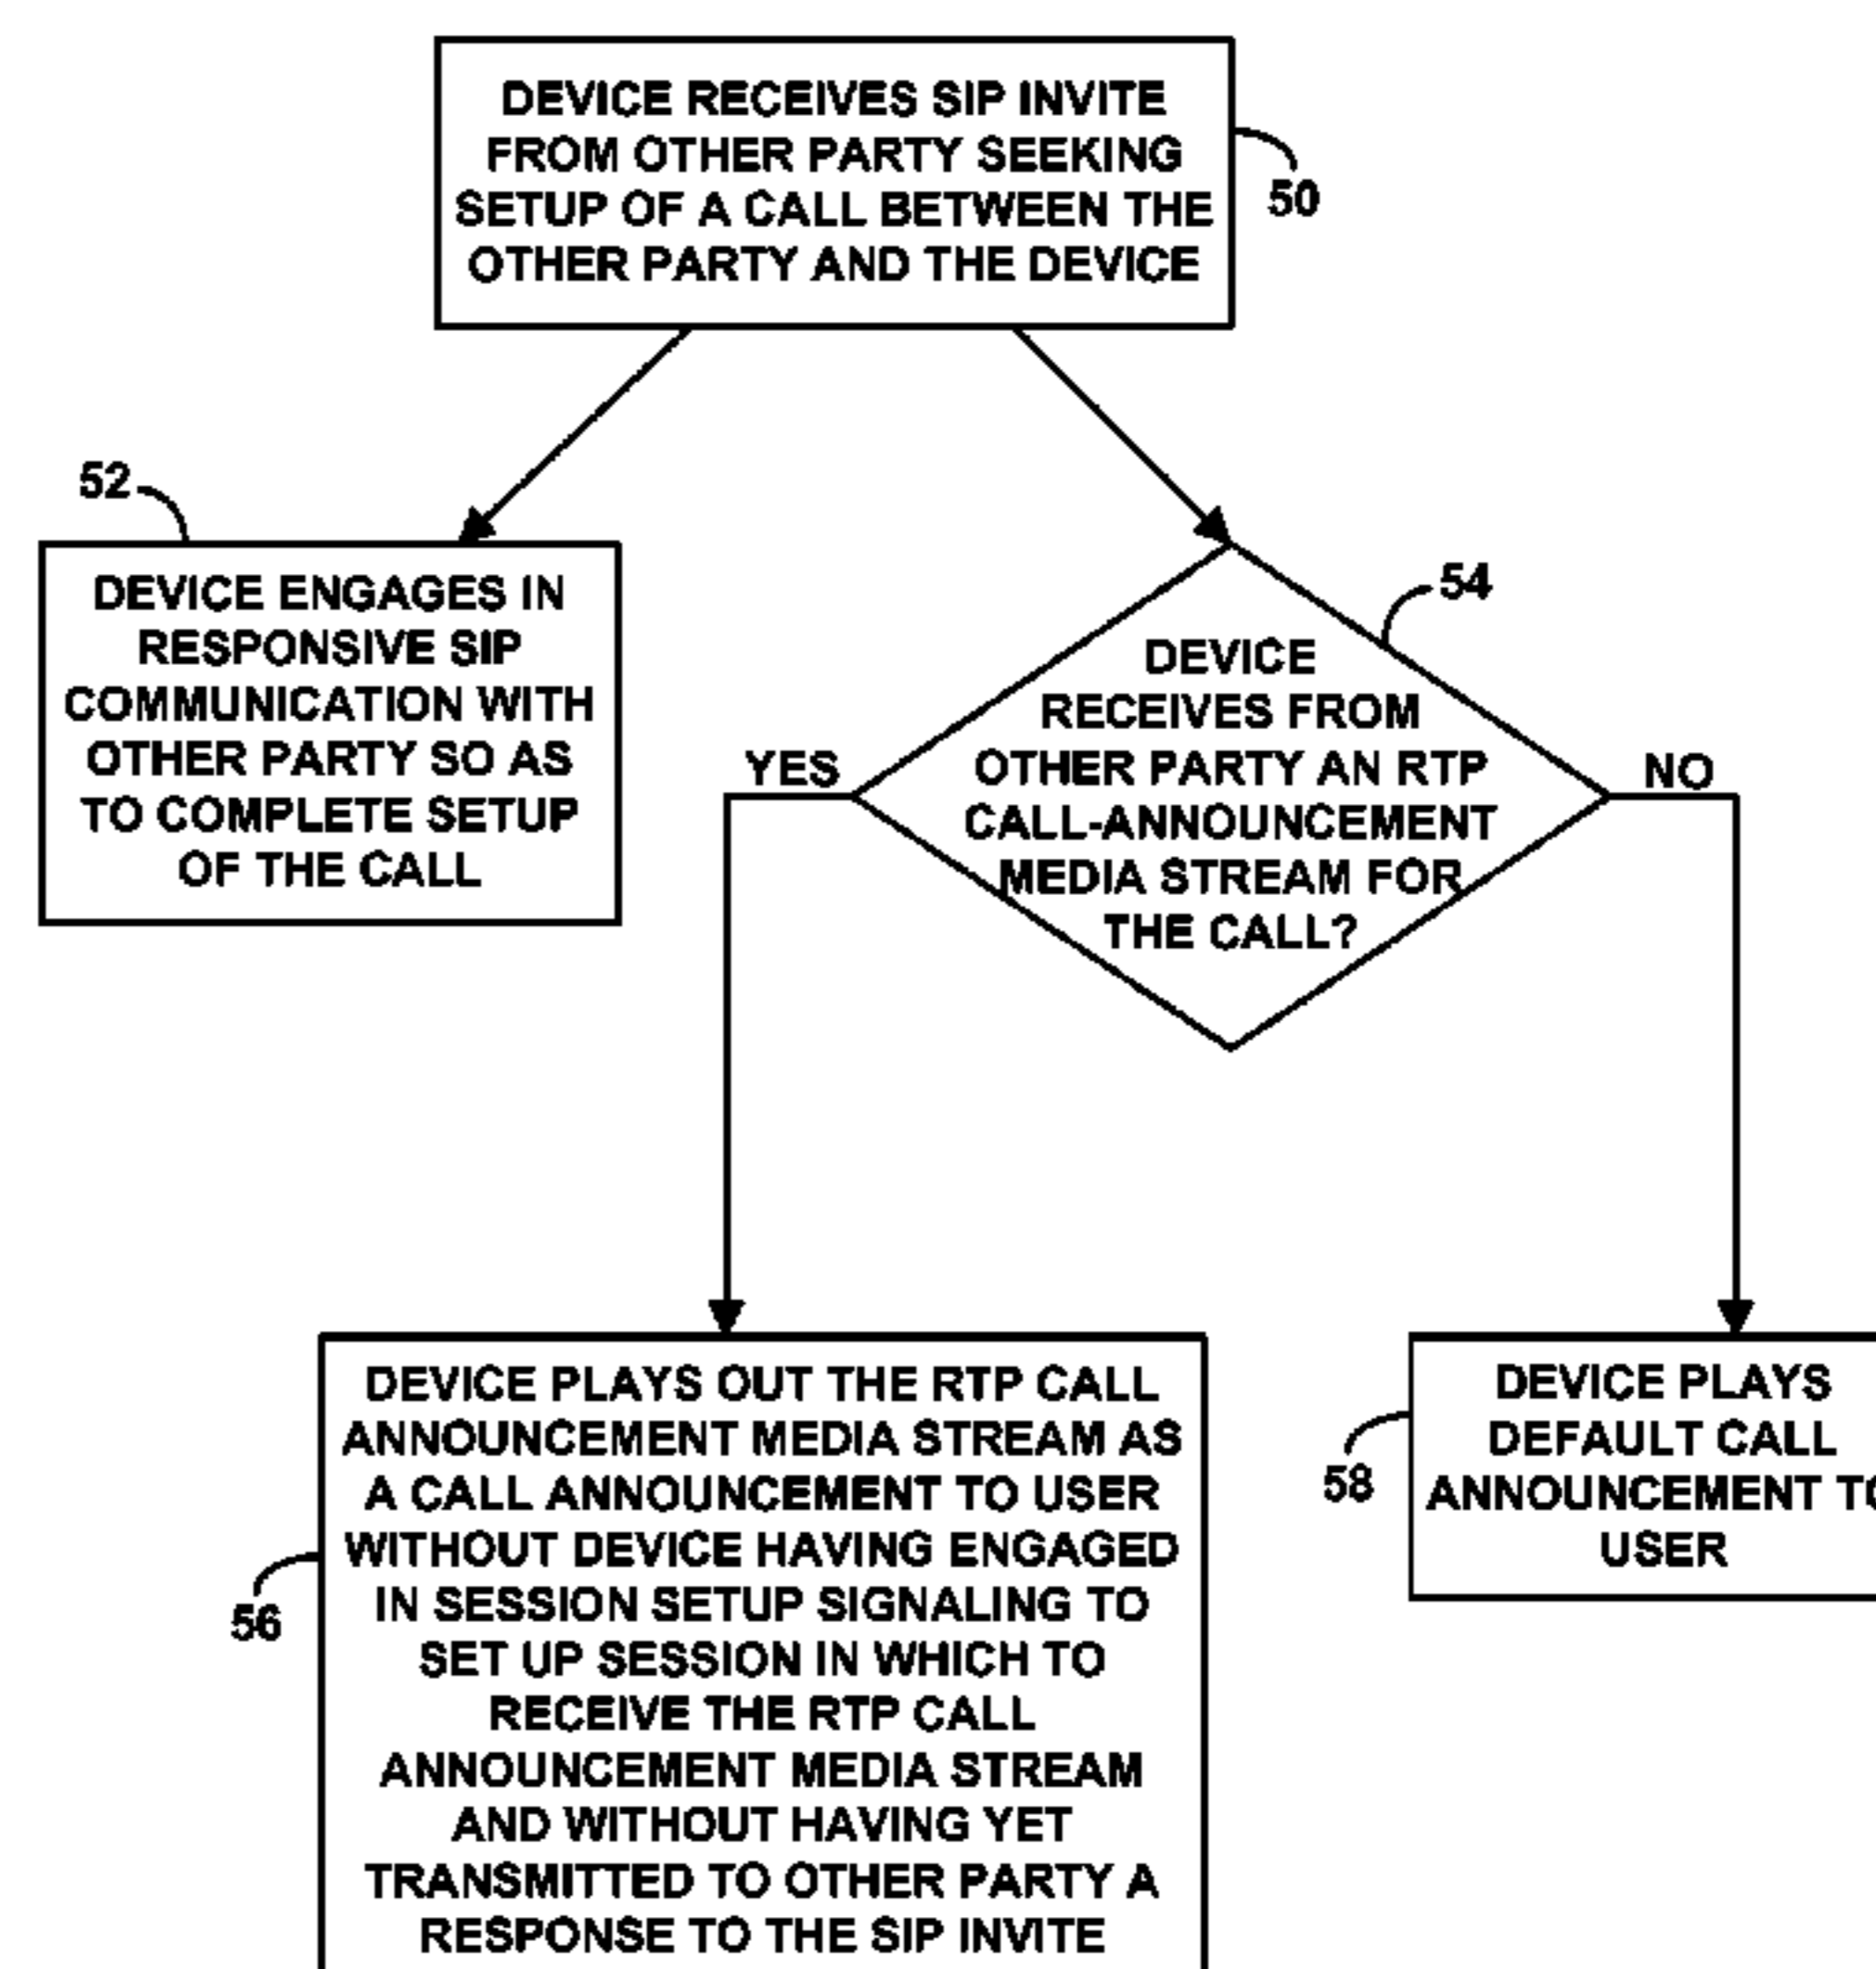 DEVICE RECEIVES SIP INVITE
FROM OTHER PARTY SEEKING
SETUP OF A CALL BETWEEN THE
OTHER PARTY AND THE DEVICE
50
52
DEVICE ENGAGES IN
RESPONSIVE SIP
COMMUNICATION WITH
OTHER PARTY SO AS
TO COMPLETE SETUP
OF THE CALL
54
DEVICE
RECEIVES FROM
OTHER PARTY AN RTP
CALL-ANNOUNCEMENT
MEDIA STREAM FOR
THE CALL?
YES
NO
DEVICE PLAYS OUT THE RTP CALL
ANNOUNCEMENT MEDIA STREAM AS
A CALL ANNOUNCEMENT TO USER
WITHOUT DEVICE HAVING ENGAGED
IN SESSION SETUP SIGNALING TO
SET UP SESSION IN WHICH TO
RECEIVE THE RTP CALL
ANNOUNCEMENT MEDIA STREAM
AND WITHOUT HAVING YET
TRANSMITTED TO OTHER PARTY A
RESPONSE TO THE SIP INVITE
56
DEVICE PLAYS
DEFAULT CALL
ANNOUNCEMENT TO
USER
58